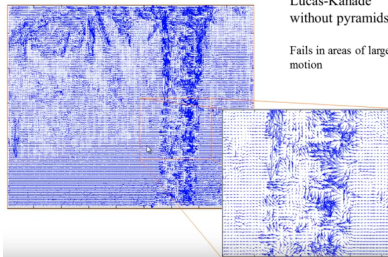 Lucas-Kanade
without pyramids
Fails in areas of large
motion